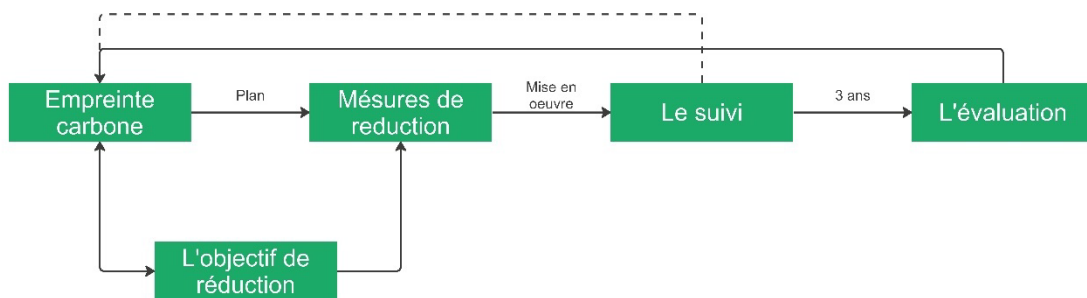 Empreinte
carbone
Plan
Mésures de
reduction
Mise en
oeuvre
Le suivi
3 ans
L'évaluation
L'objectif de
réduction